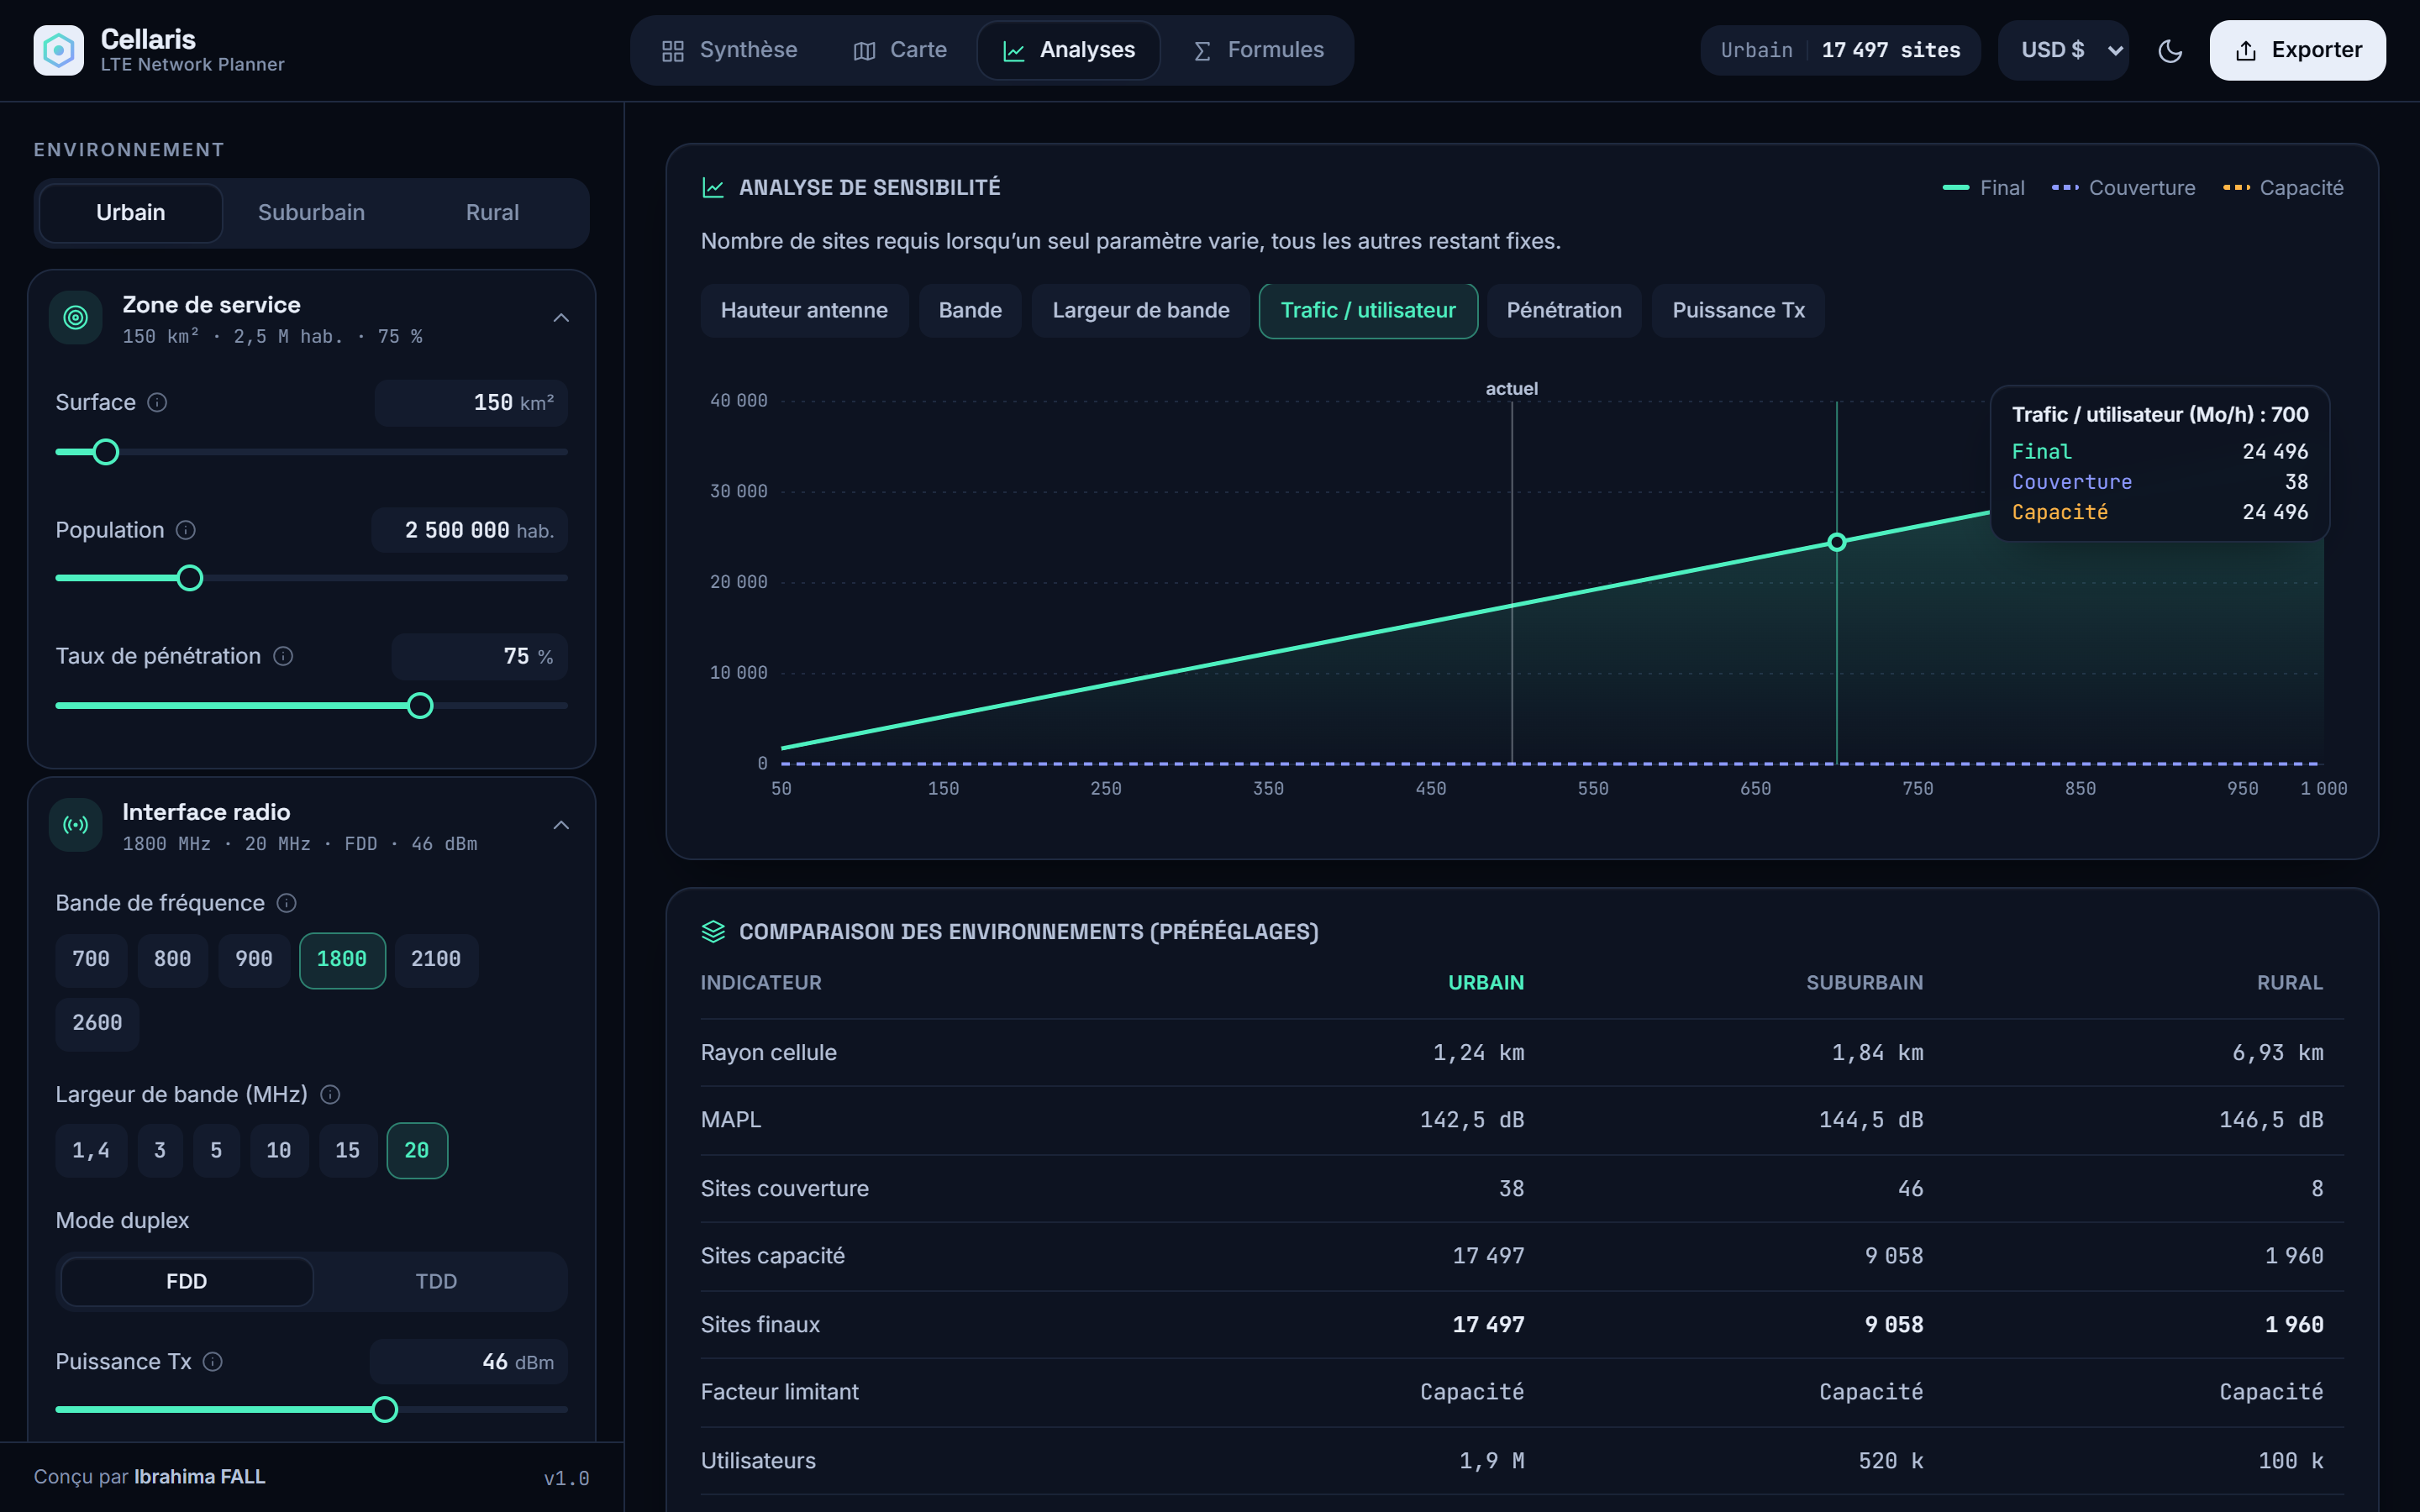 Cellaris
LTE Network Planner
Synthèse
Carte
Analyses
Formules
Urbain
17 497 sites
USD $
Exporter
ENVIRONNEMENT
Urbain
Suburbain
Rural
Zone de service
150 km² · 2,5 M hab. · 75 %
Surface
150 km²
Population
2 500 000 hab.
Taux de pénétration
75 %
Interface radio
1800 MHz · 20 MHz · FDD · 46 dBm
Bande de fréquence
700 800 900 1800 2100
2600
Largeur de bande (MHz)
1,4 3 5 10 15 20
Mode duplex
FDD
TDD
Puissance Tx
46 dBm
Conçu par Ibrahima FALL
v1.0
ANALYSE DE SENSIBILITÉ
Final
Couverture
Capacité
Nombre de sites requis lorsqu’un seul paramètre varie, tous les autres restant fixes.
Hauteur antenne
Bande
Largeur de bande
Trafic / utilisateur
Pénétration
Puissance Tx
actuel
40 000
30 000
20 000
10 000
0
50 150 250 350 450 550 650 750 850 950 1 000
Trafic / utilisateur (Mo/h) : 700
Final 24 496
Couverture 38
Capacité 24 496
COMPARAISON DES ENVIRONNEMENTS (PRÉRÉGLAGES)
INDICATEUR URBAIN SUBURBAIN RURAL
Rayon cellule 1,24 km 1,84 km 6,93 km
MAPL 142,5 dB 144,5 dB 146,5 dB
Sites couverture 38 46 8
Sites capacité 17 497 9 058 1 960
Sites finaux 17 497 9 058 1 960
Facteur limitant Capacité Capacité Capacité
Utilisateurs 1,9 M 520 k 100 k